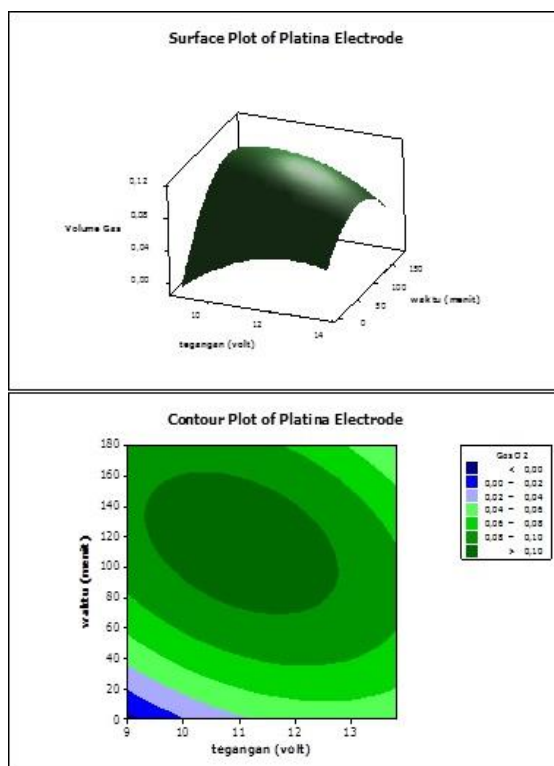 Surface Plot of Platina Electrode
0,12
0,08
Volume Gas
0,04
0,00
10
12
14
tegangan (volt)
0
50
100
150
waktu (menit)
Contour Plot of Platina Electrode
180
160
140
120
100
80
60
40
20
0
waktu (menit)
9
10
11
12
13
tegangan (volt)
< 0,00
0,00 – 0,02
0,02 – 0,04
0,04 – 0,06
0,06 – 0,08
0,08 – 0,10
> 0,10